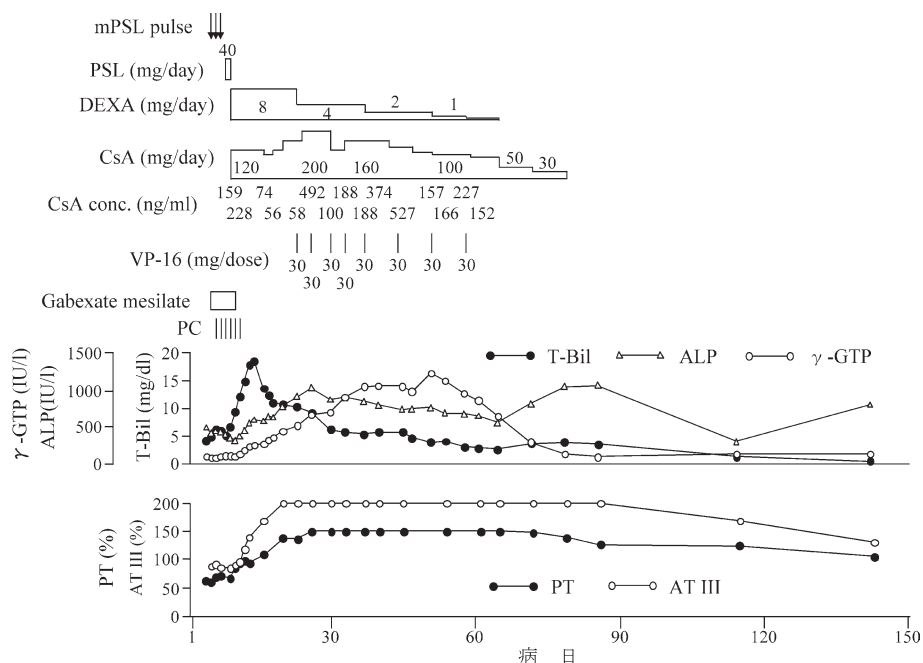 mPSL pulse
40
PSL (mg/day)
DEXA (mg/day)
8
4
2
1
CsA (mg/day)
120
200
160
100
50
30
CsA conc. (ng/ml)
159 74 492 188 374 157 227
228 56 58 100 188 527 166 152
VP-16 (mg/dose)
30 30 30 30 30 30
30 30
Gabexate mesilate
PC
γ-GTP (IU/l)
ALP(IU/l)
1500
1000
500
0
T-Bil (mg/dl)
20
15
10
5
0
T-Bil ALP γ-GTP
PT (%)
AT III (%)
200
150
100
50
0
PT AT III
1 30 60 90 120 150
病 日